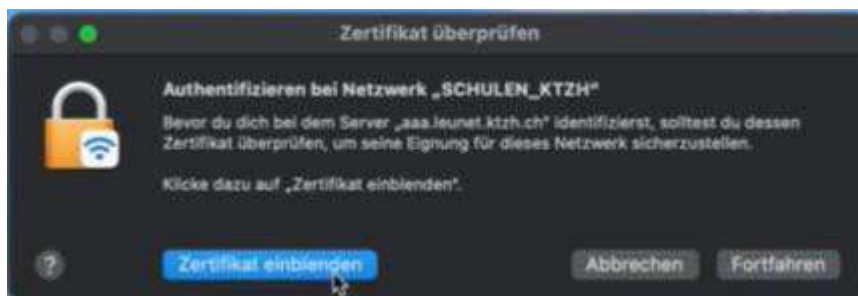 Zertifikat überprüfen
Authentifizieren bei Netzwerk „SCHULEN_KTZH“
Bevor du dich bei dem Server „aaa.leunet.ktzh.ch“ identifizierst, solltest du dessen
Zertifikat überprüfen, um seine Eignung für dieses Netzwerk sicherzustellen.
Klicke dazu auf „Zertifikat einblenden“.
? Zertifikat einblenden Abbrechen Fortfahren